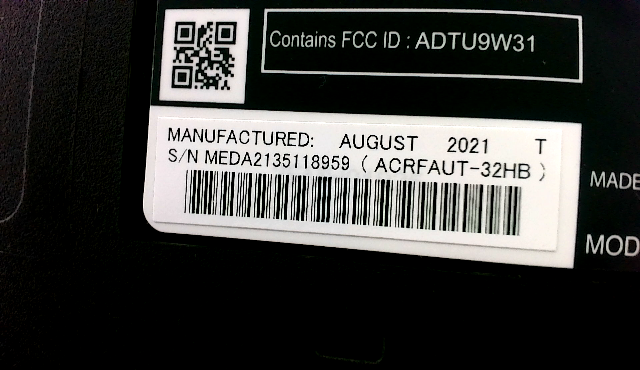 Contains FCC ID : ADTU9W31
MANUFACTURED: AUGUST 2021 T
S/N MEDA2135118959 ( ACRFAUT-32HB )
MADE
MOD